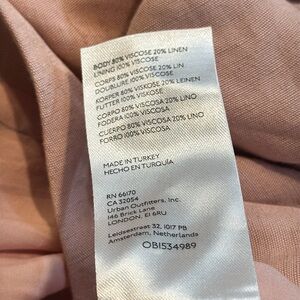 BODY 80% VISCOSE 20% LINEN
LINING 100% VISCOSE
CORPS 80% VISCOSE 20% LIN
DOUBLURE 100% VISCOSE
KÖRPER 80% VISKOSE 20% LEINEN
FUTTER 100% VISKOSE
CORPO 80% VISCOSA 20% LINO
FODERA 100% VISCOSA
CUERPO 80% VISCOSA 20% LINO
FORRO 100% VISCOSA
MADE IN TURKEY
HECHO EN TURQUÍA
RN 66170
CA 32054
Urban Outfitters, Inc.
146 Brick Lane
LONDON, E1 6RU
Leidsestraat 32, 1017 PB
Amsterdam, Netherlands
OB1534989